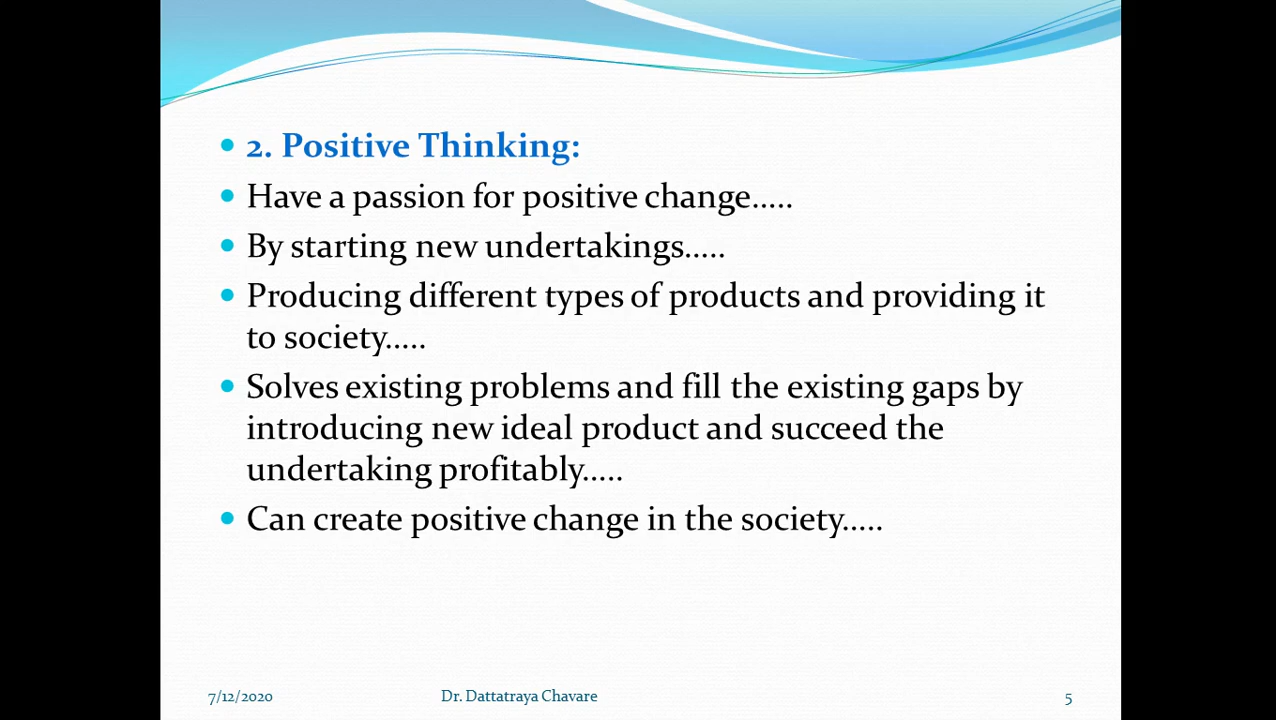 2. Positive Thinking:
Have a passion for positive change.....
By starting new undertakings.....
Producing different types of products and providing it
to society.....
Solves existing problems and fill the existing gaps by
introducing new ideal product and succeed the
undertaking profitably.....
Can create positive change in the society.....
7/12/2020
Dr. Dattatraya Chavare
5